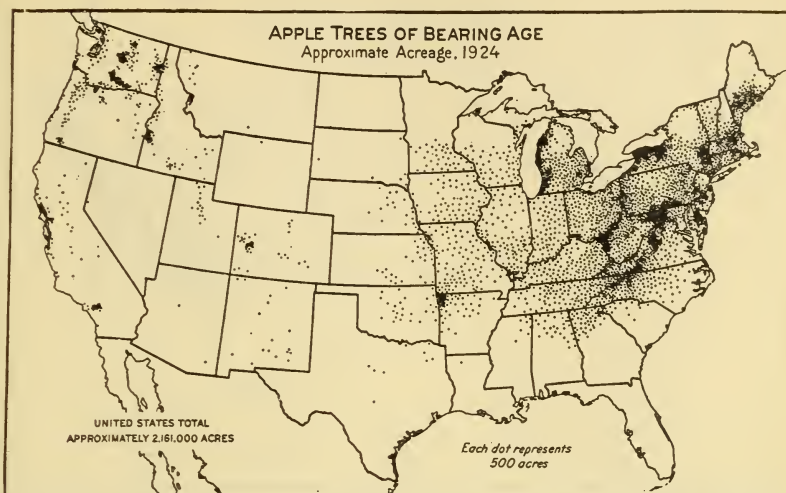 APPLE TREES OF BEARING AGE
Approximate Acreage, 1924
UNITED STATES TOTAL
APPROXIMATELY 2,161,000 ACRES
Each dot represents
500 acres